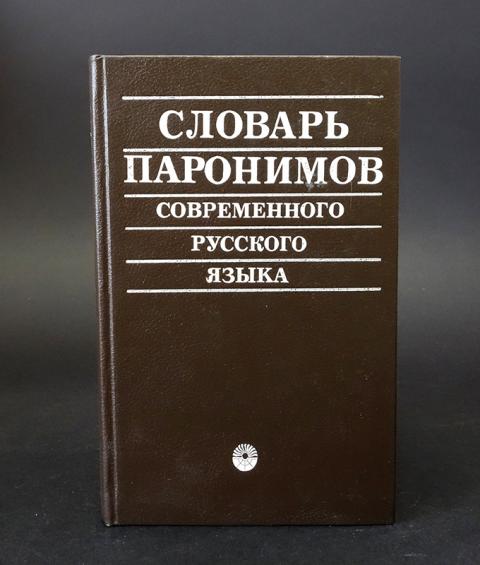 СЛОВАРЬ
ПАРОНИМОВ
СОВРЕМЕННОГО
РУССКОГО
ЯЗЫКА